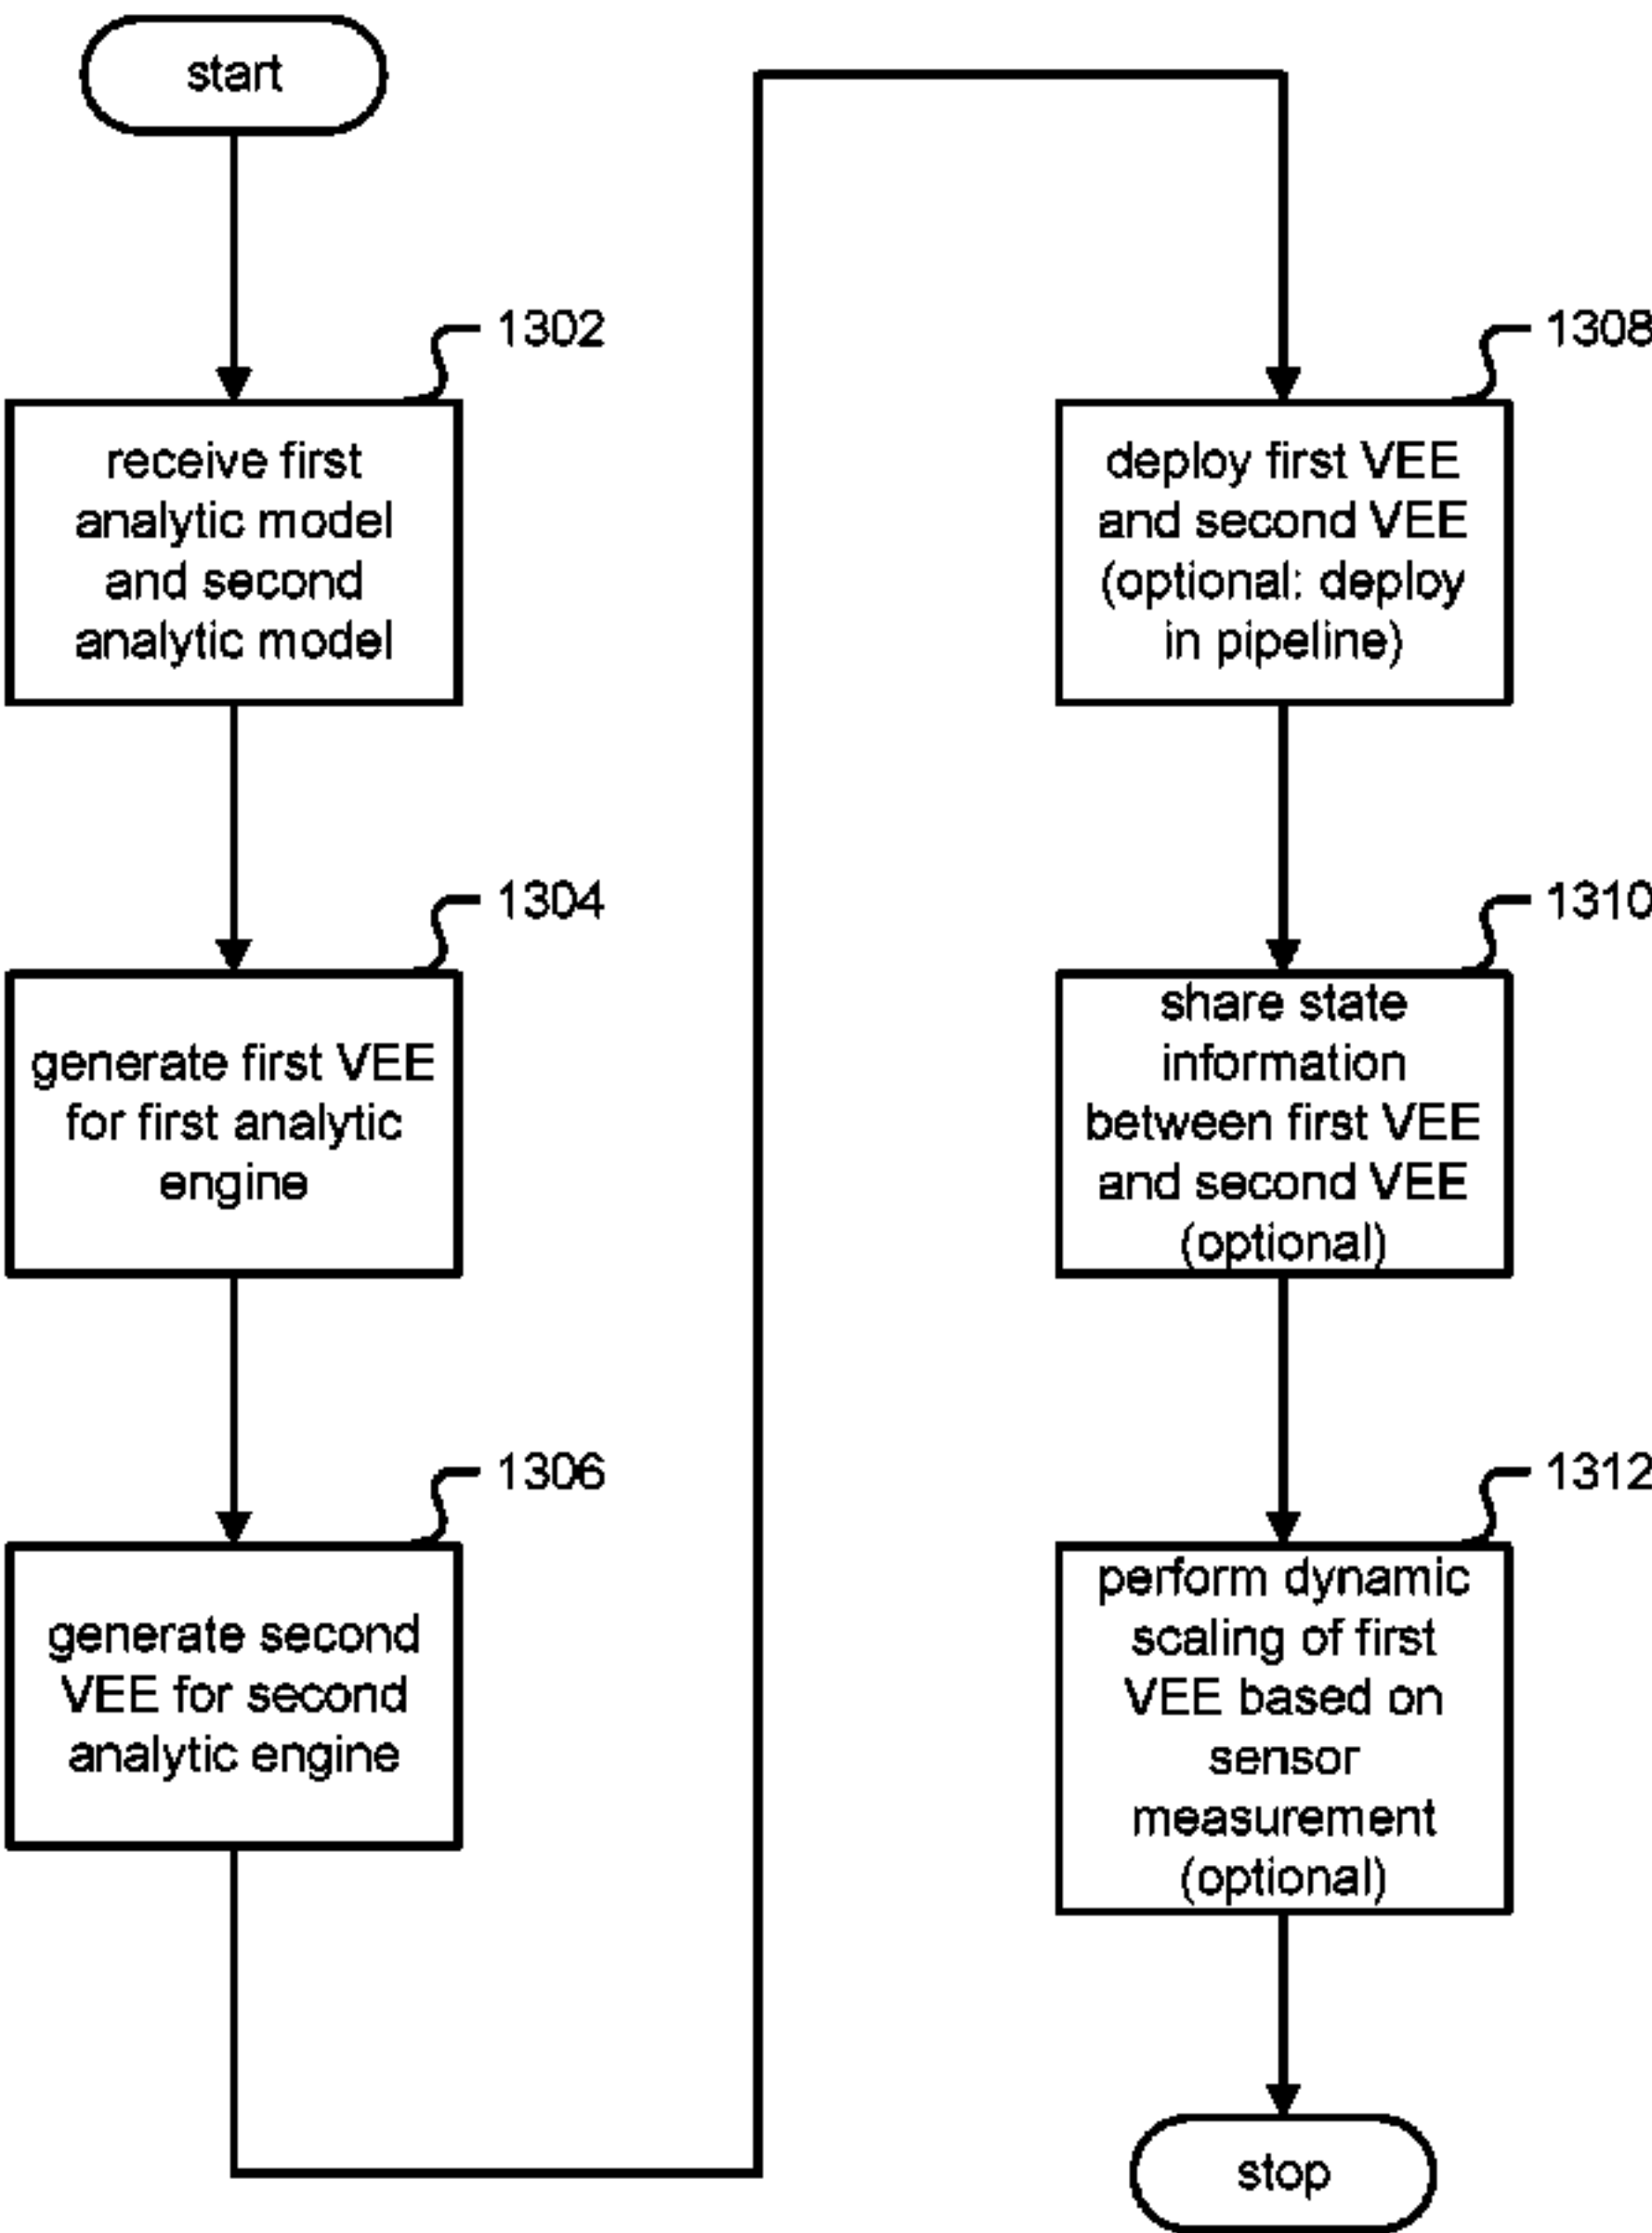 start
1302
receive first
analytic model
and second
analytic model
1304
generate first VEE
for first analytic
engine
1306
generate second
VEE for second
analytic engine
1308
deploy first VEE
and second VEE
(optional: deploy
in pipeline)
1310
share state
information
between first VEE
and second VEE
(optional)
1312
perform dynamic
scaling of first
VEE based on
sensor
measurement
(optional)
stop